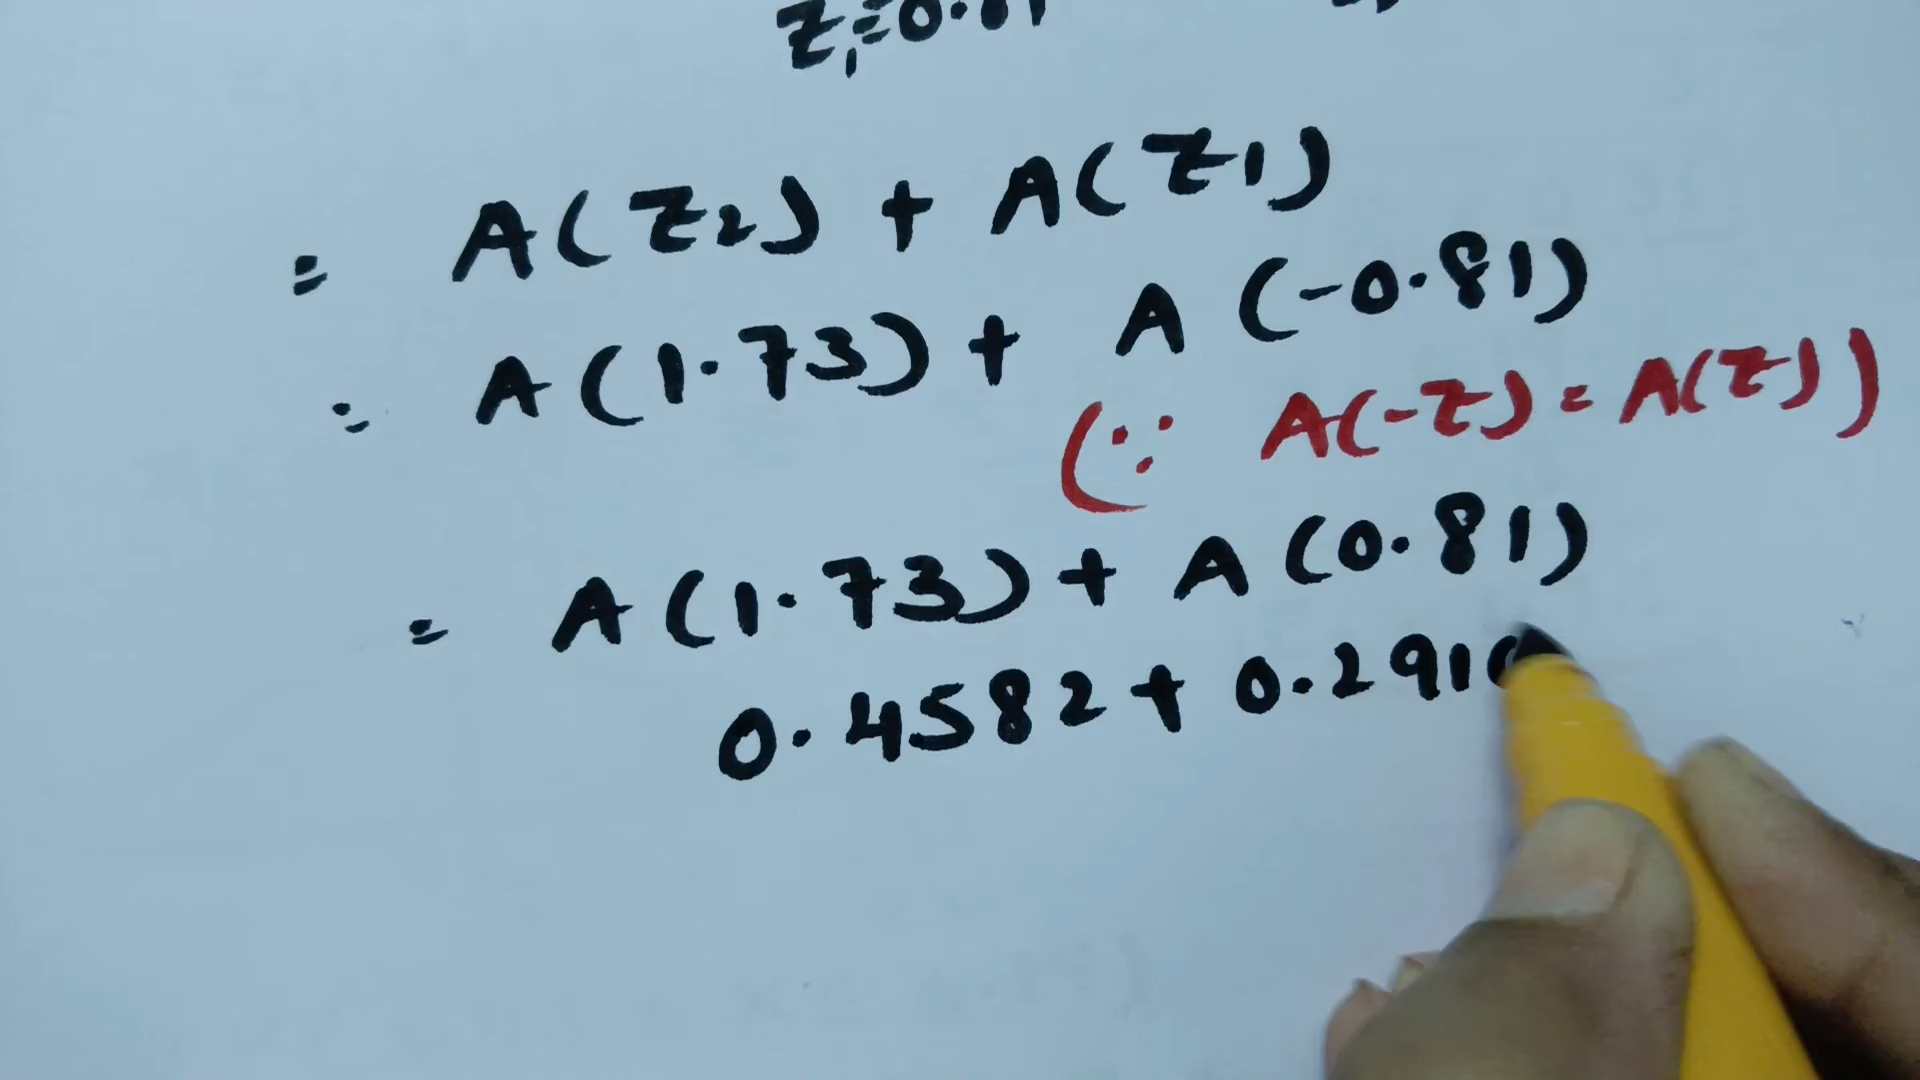 = A(Z2) + A(Z1)
= A(1.73) + A(-0.81)
(∵ A(-Z) = A(Z))
= A(1.73) + A(0.81)
0.4582 + 0.291